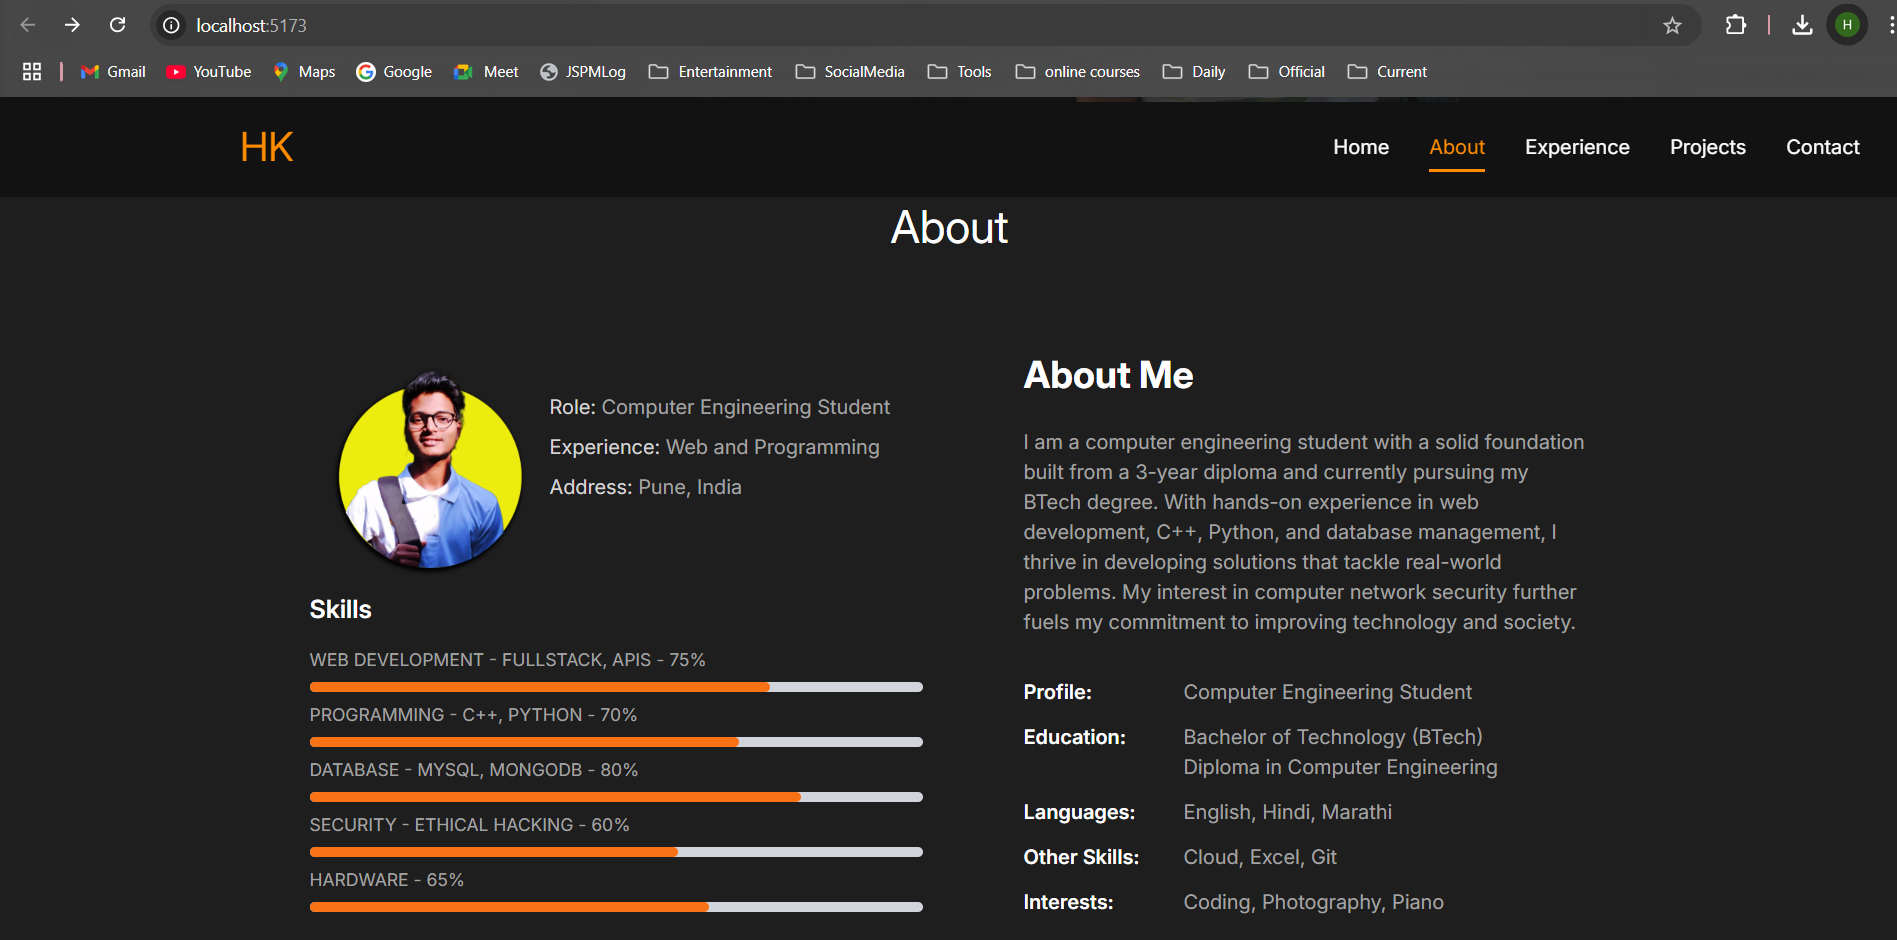 localhost:5173
H
Gmail YouTube Maps Google Meet JSPMLog Entertainment SocialMedia Tools online courses Daily Official Current
HK
Home About Experience Projects Contact
About
Role: Computer Engineering Student
Experience: Web and Programming
Address: Pune, India
Skills
WEB DEVELOPMENT - FULLSTACK, APIS - 75%
PROGRAMMING - C++, PYTHON - 70%
DATABASE - MYSQL, MONGODB - 80%
SECURITY - ETHICAL HACKING - 60%
HARDWARE - 65%
About Me
I am a computer engineering student with a solid foundation
built from a 3-year diploma and currently pursuing my
BTech degree. With hands-on experience in web
development, C++, Python, and database management, I
thrive in developing solutions that tackle real-world
problems. My interest in computer network security further
fuels my commitment to improving technology and society.
Profile: Computer Engineering Student
Education: Bachelor of Technology (BTech)
Diploma in Computer Engineering
Languages: English, Hindi, Marathi
Other Skills: Cloud, Excel, Git
Interests: Coding, Photography, Piano